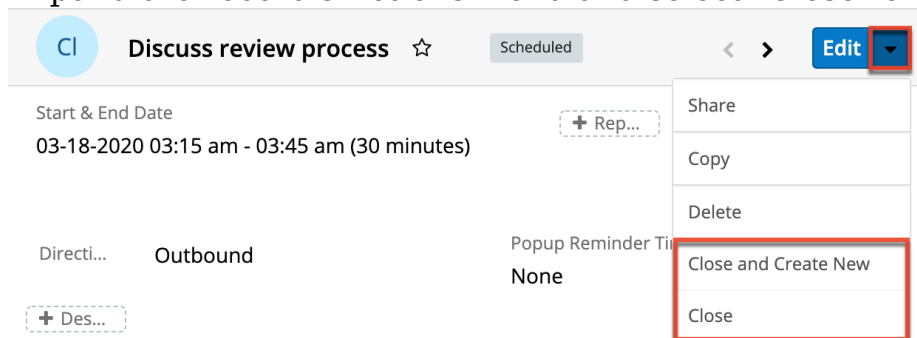 Cl Discuss review process Scheduled Edit
Start & End Date
03-18-2020 03:15 am - 03:45 am (30 minutes)
+ Rep...
Share
Copy
Delete
Close and Create New
Close
Directi... Outbound
Popup Reminder Ti
None
+ Des...